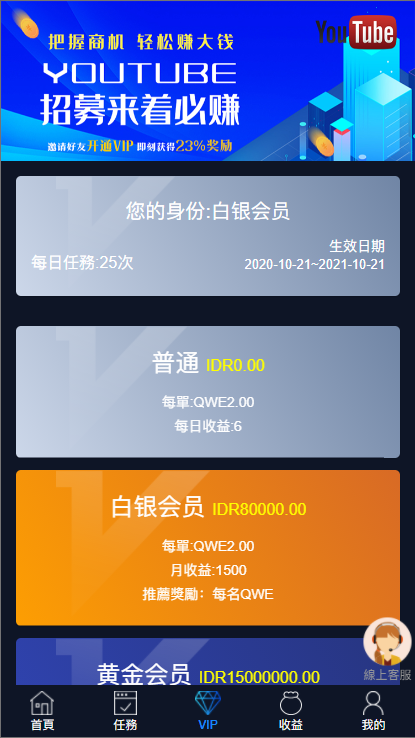 把握商机 轻松赚大钱
YouTube
YOUTUBE
招募来着必赚
邀请好友开通VIP 即刻获得23%奖励
您的身份:白银会员
生效日期
每日任務:25次
2020-10-21~2021-10-21
普通 IDR0.00
每單:QWE2.00
每日收益:6
白银会员 IDR80000.00
每單:QWE2.00
月收益:1500
推薦獎勵：每名QWE
黄金会员 IDR15000000.00
線上客服
首頁
任務
VIP
收益
我的